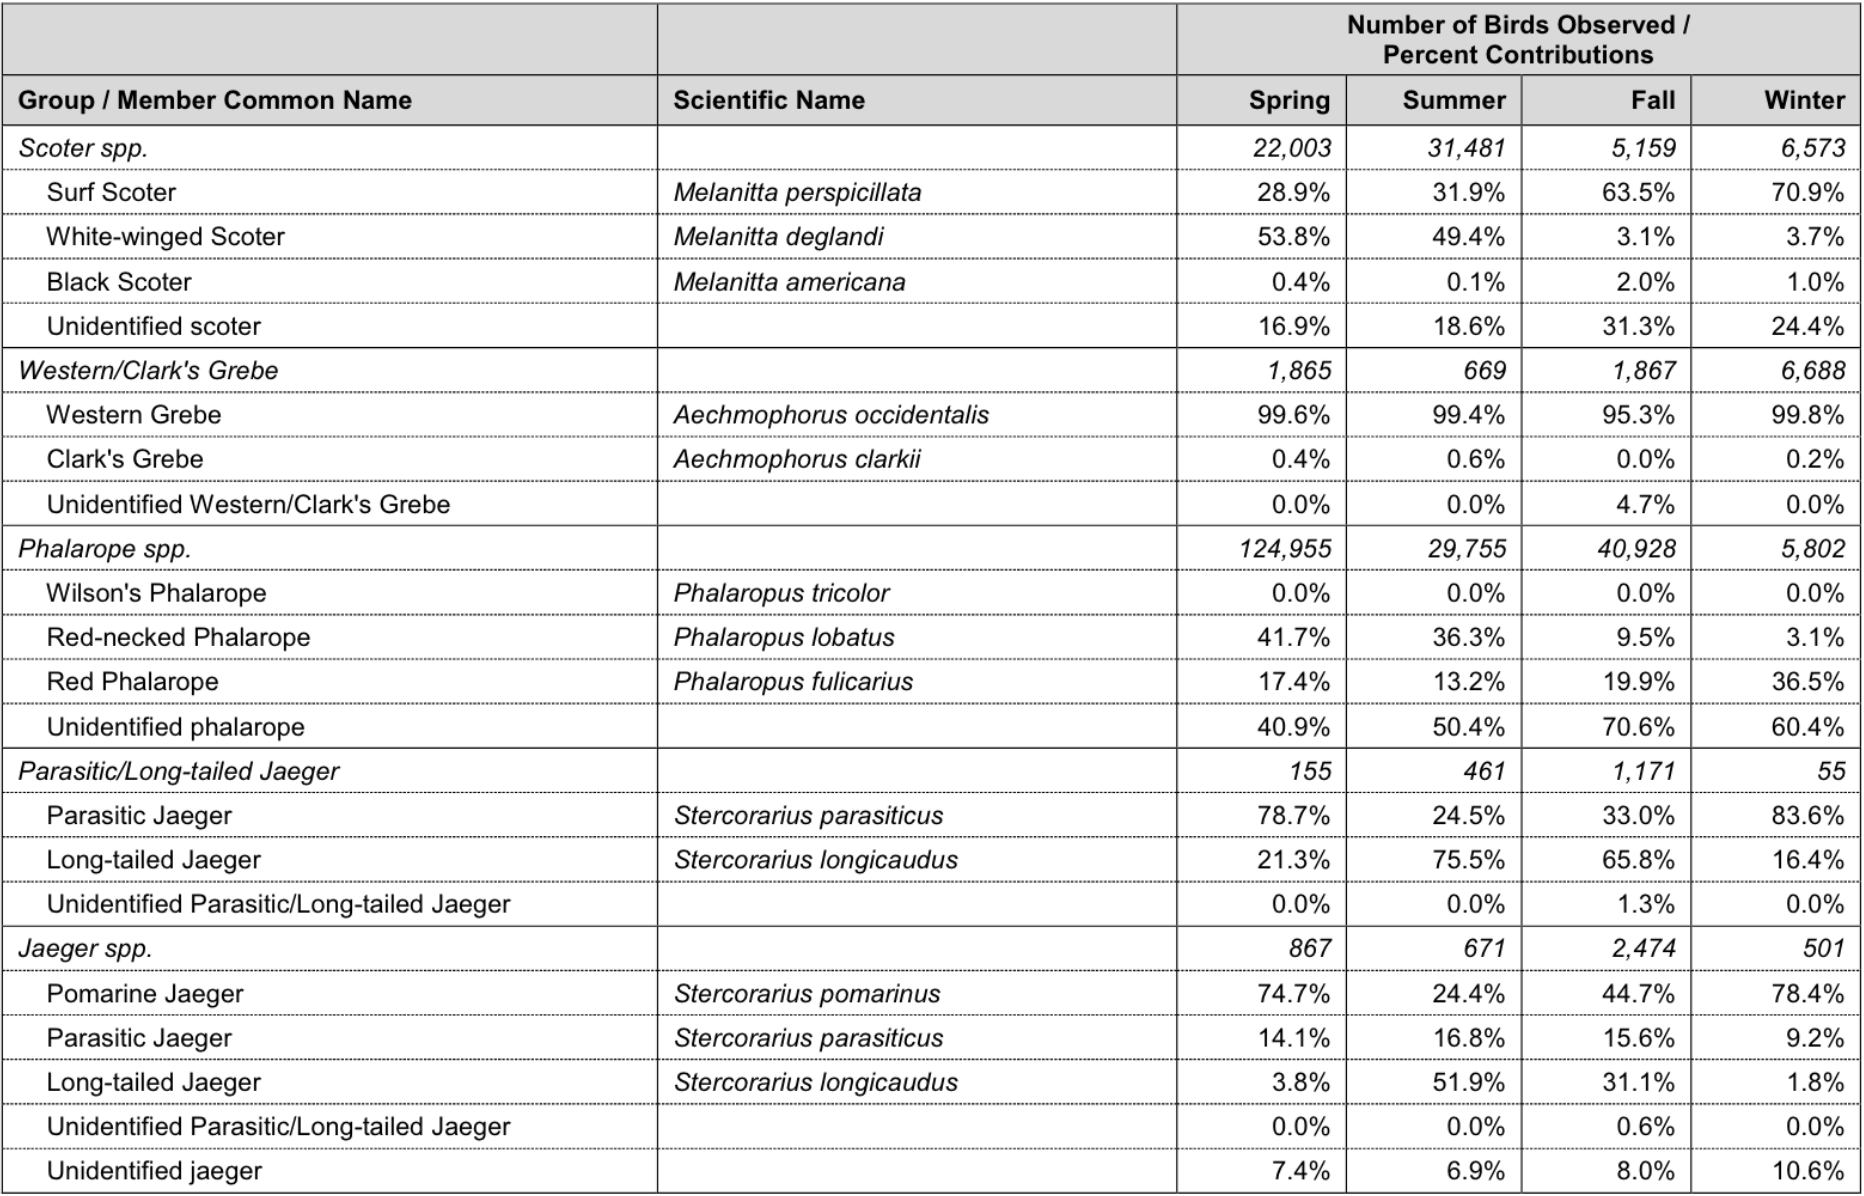 Number of Birds Observed /
Percent Contributions
Group / Member Common Name Scientific Name Spring Summer Fall Winter
Scoter spp. 22,003 31,481 5,159 6,573
Surf Scoter Melanitta perspicillata 28.9% 31.9% 63.5% 70.9%
White-winged Scoter Melanitta deglandi 53.8% 49.4% 3.1% 3.7%
Black Scoter Melanitta americana 0.4% 0.1% 2.0% 1.0%
Unidentified scoter 16.9% 18.6% 31.3% 24.4%
Western/Clark's Grebe 1,865 669 1,867 6,688
Western Grebe Aechmophorus occidentalis 99.6% 99.4% 95.3% 99.8%
Clark's Grebe Aechmophorus clarkii 0.4% 0.6% 0.0% 0.2%
Unidentified Western/Clark's Grebe 0.0% 0.0% 4.7% 0.0%
Phalarope spp. 124,955 29,755 40,928 5,802
Wilson's Phalarope Phalaropus tricolor 0.0% 0.0% 0.0% 0.0%
Red-necked Phalarope Phalaropus lobatus 41.7% 36.3% 9.5% 3.1%
Red Phalarope Phalaropus fulicarius 17.4% 13.2% 19.9% 36.5%
Unidentified phalarope 40.9% 50.4% 70.6% 60.4%
Parasitic/Long-tailed Jaeger 155 461 1,171 55
Parasitic Jaeger Stercorarius parasiticus 78.7% 24.5% 33.0% 83.6%
Long-tailed Jaeger Stercorarius longicaudus 21.3% 75.5% 65.8% 16.4%
Unidentified Parasitic/Long-tailed Jaeger 0.0% 0.0% 1.3% 0.0%
Jaeger spp. 867 671 2,474 501
Pomarine Jaeger Stercorarius pomarinus 74.7% 24.4% 44.7% 78.4%
Parasitic Jaeger Stercorarius parasiticus 14.1% 16.8% 15.6% 9.2%
Long-tailed Jaeger Stercorarius longicaudus 3.8% 51.9% 31.1% 1.8%
Unidentified Parasitic/Long-tailed Jaeger 0.0% 0.0% 0.6% 0.0%
Unidentified jaeger 7.4% 6.9% 8.0% 10.6%